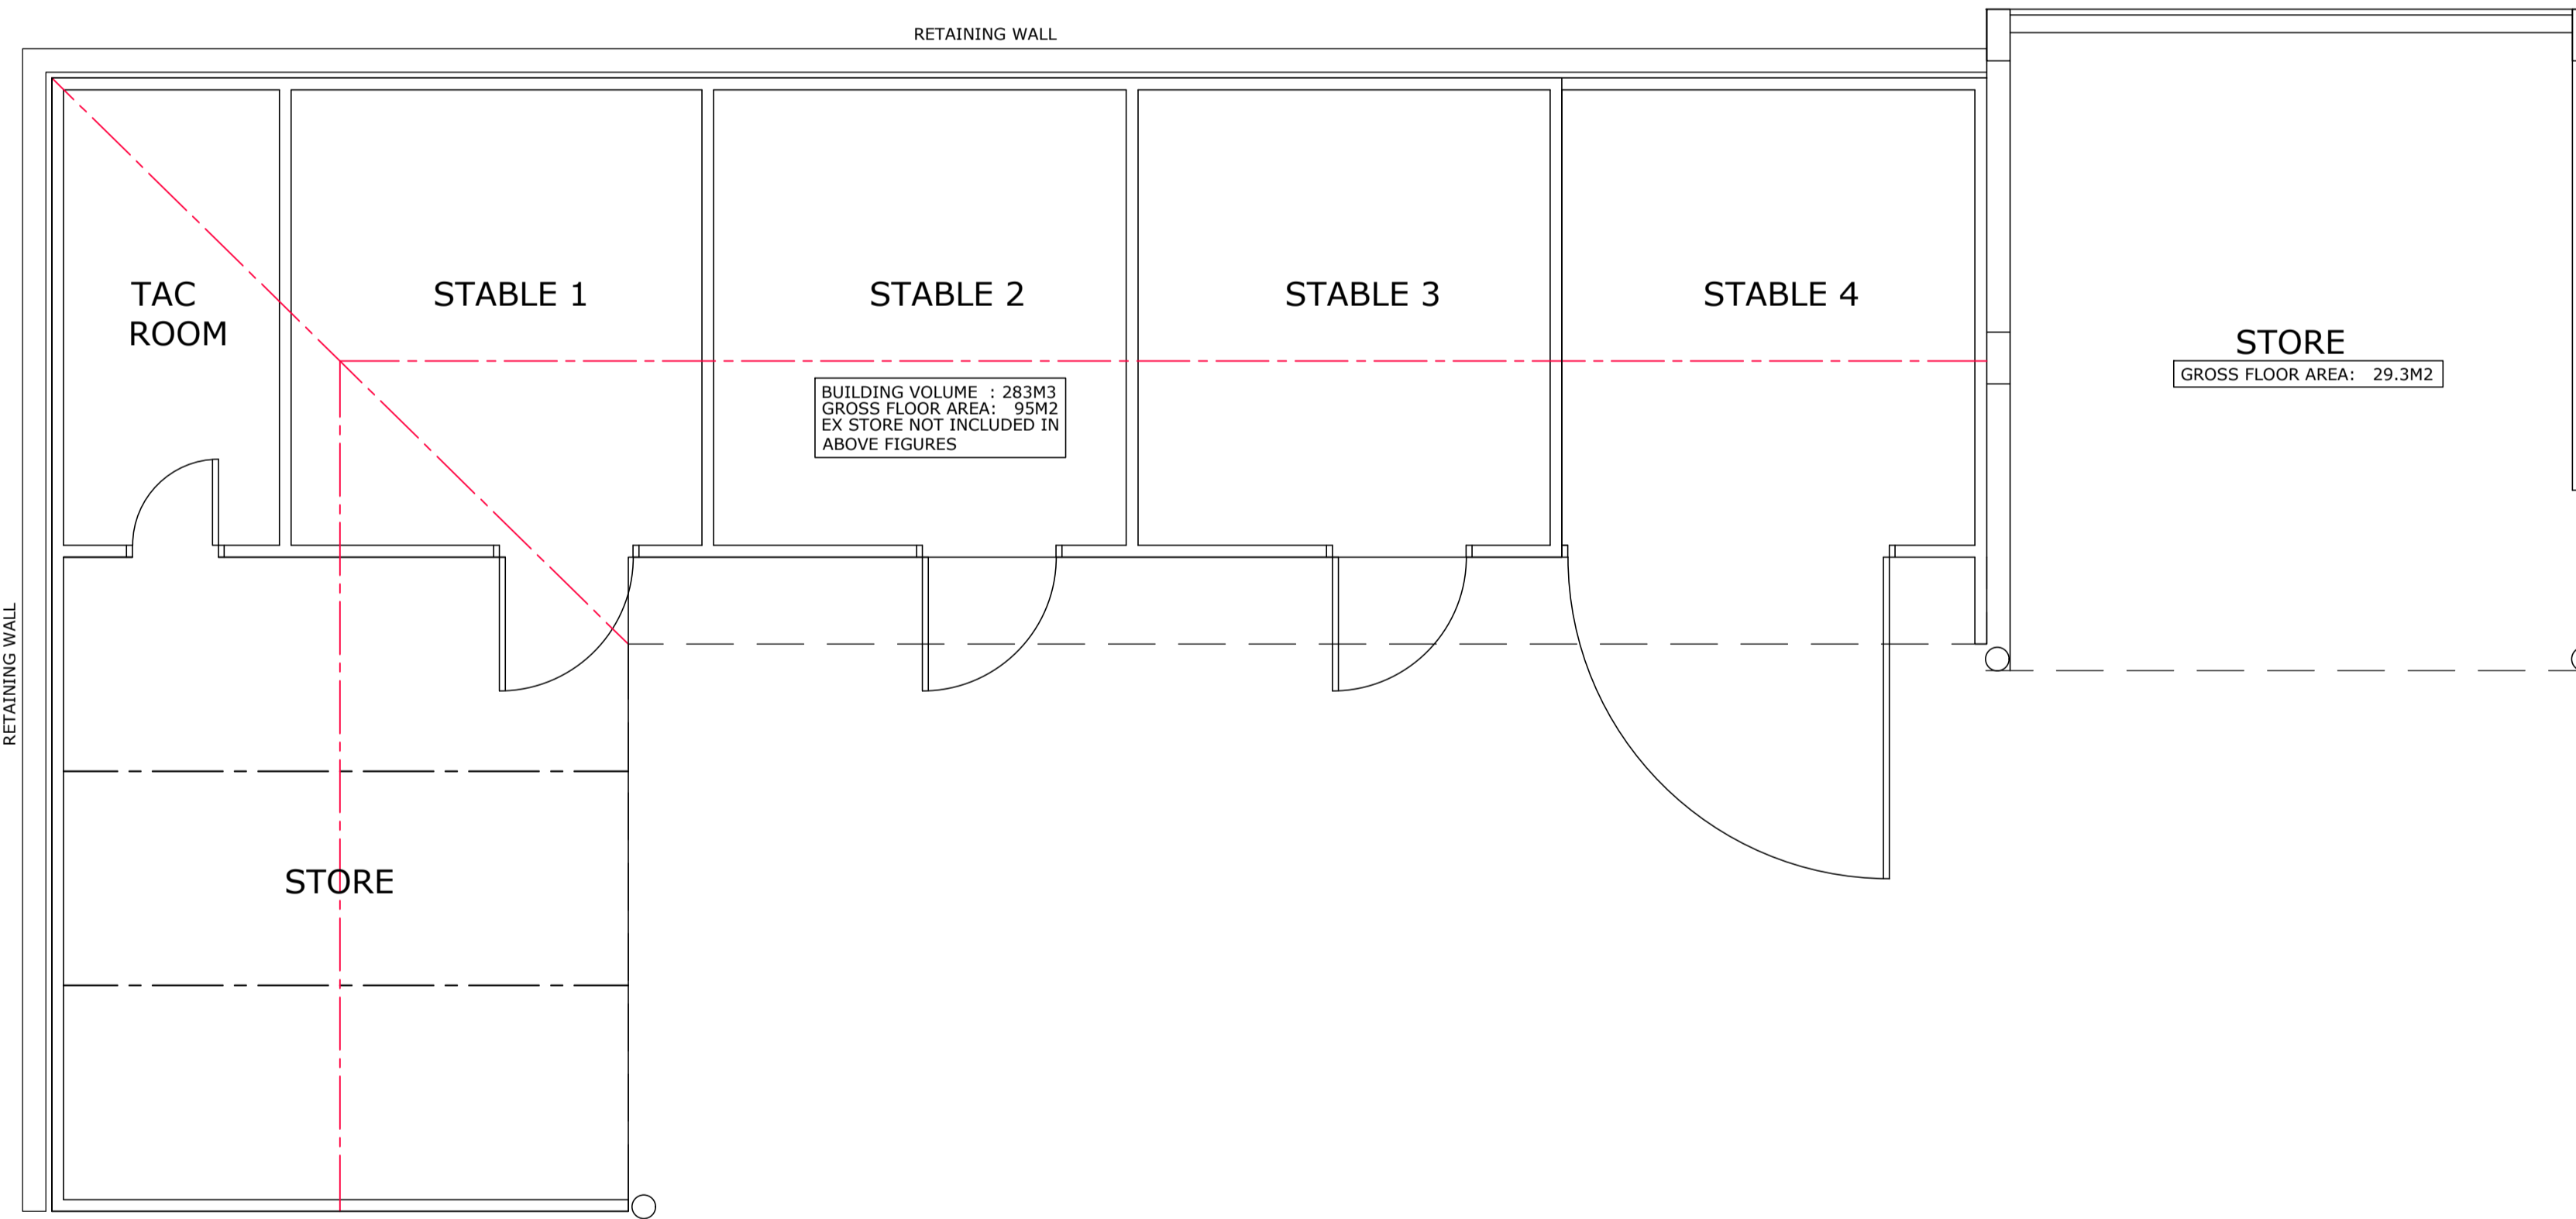 RETAINING WALL
TAC
ROOM
STABLE 1
STABLE 2
STABLE 3
STABLE 4
STORE
GROSS FLOOR AREA: 29.3M2
BUILDING VOLUME : 283M3
GROSS FLOOR AREA: 95M2
EX STORE NOT INCLUDED IN
ABOVE FIGURES
RETAINING WALL
STORE